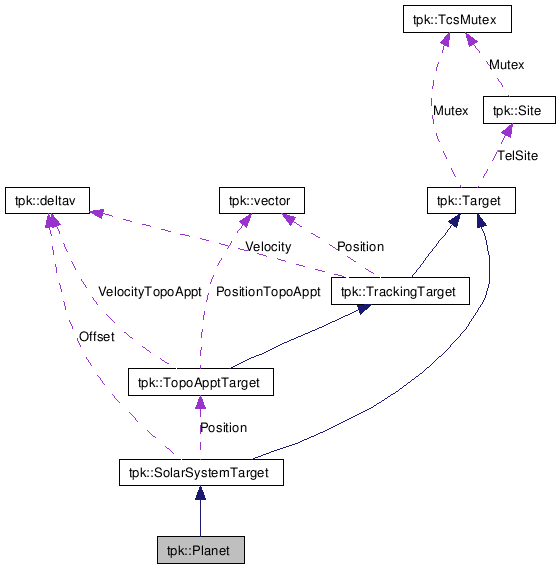 tpk::TcsMutex
Mutex
Mutex
tpk::Site
TelSite
tpk::deltav
tpk::vector
tpk::Target
Velocity
Position
VelocityTopoAppt
PositionTopoAppt
tpk::TrackingTarget
Offset
tpk::TopoApptTarget
Position
tpk::SolarSystemTarget
tpk::Planet